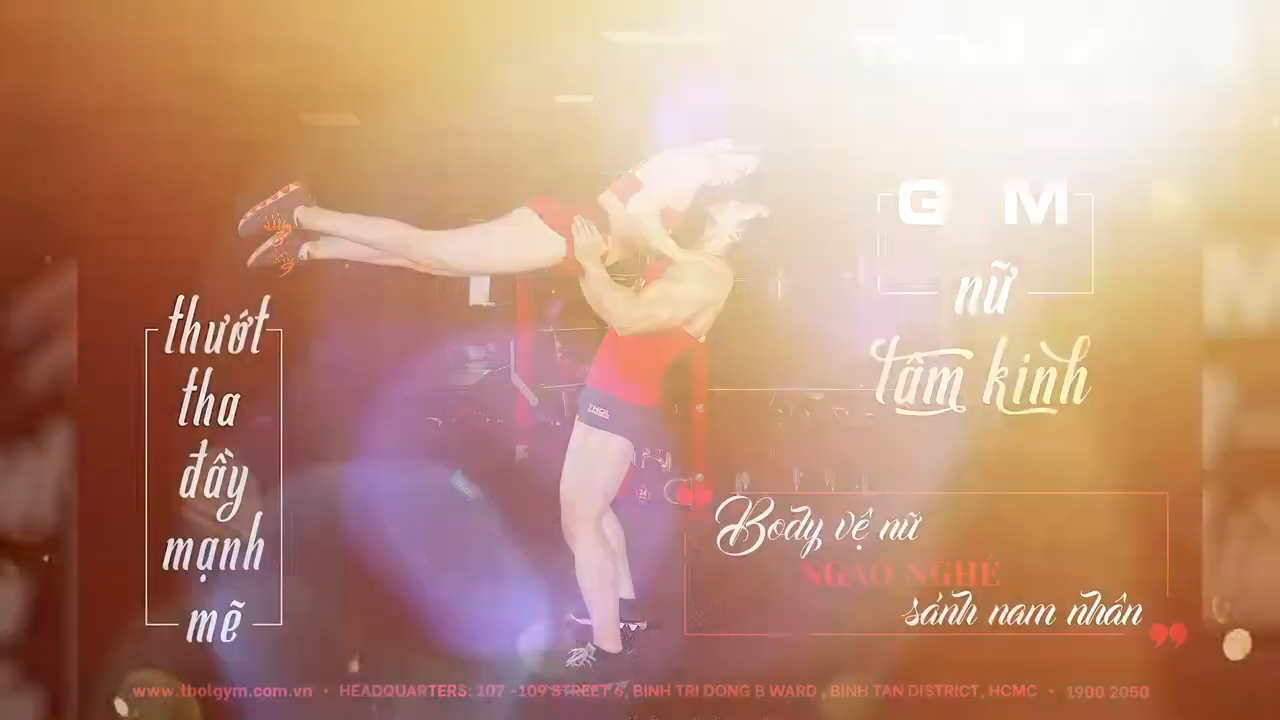 thướt
tha
đầy
mạnh
mẽ
G M
nữ
tâm kinh
Body vệ nữ
NGẠO NGHỄ
sánh nam nhân
THOL
www.tholgym.com.vn • HEADQUARTERS: 107 -109 STREET 6, BINH TRI DONG B WARD , BINH TAN DISTRICT, HCMC • 1900 2050